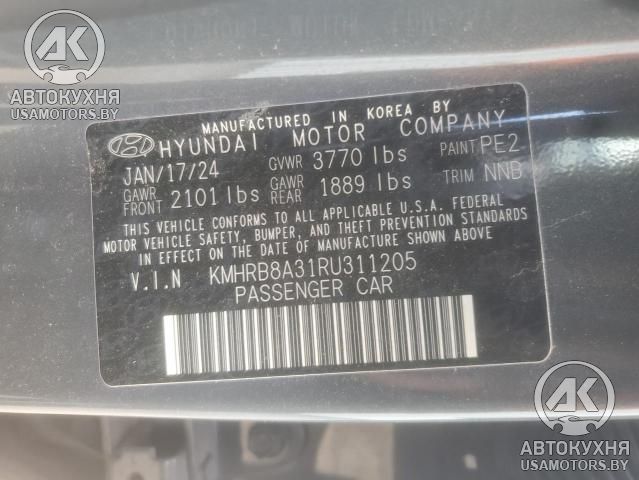 AK
АВТОКУХНЯ
USAMOTORS.BY
MANUFACTURED IN KOREA BY
HYUNDAI MOTOR COMPANY
JAN/17/24 GVWR 3770 lbs PAINT PE2
GAWR FRONT 2101 lbs GAWR REAR 1889 lbs TRIM NNB
THIS VEHICLE CONFORMS TO ALL APPLICABLE U.S.A. FEDERAL
MOTOR VEHICLE SAFETY, BUMPER, AND THEFT PREVENTION STANDARDS
IN EFFECT ON THE DATE OF MANUFACTURE SHOWN ABOVE.
V.I.N KMHRB8A31RU311205
PASSENGER CAR
AK
АВТОКУХНЯ
USAMOTORS.BY